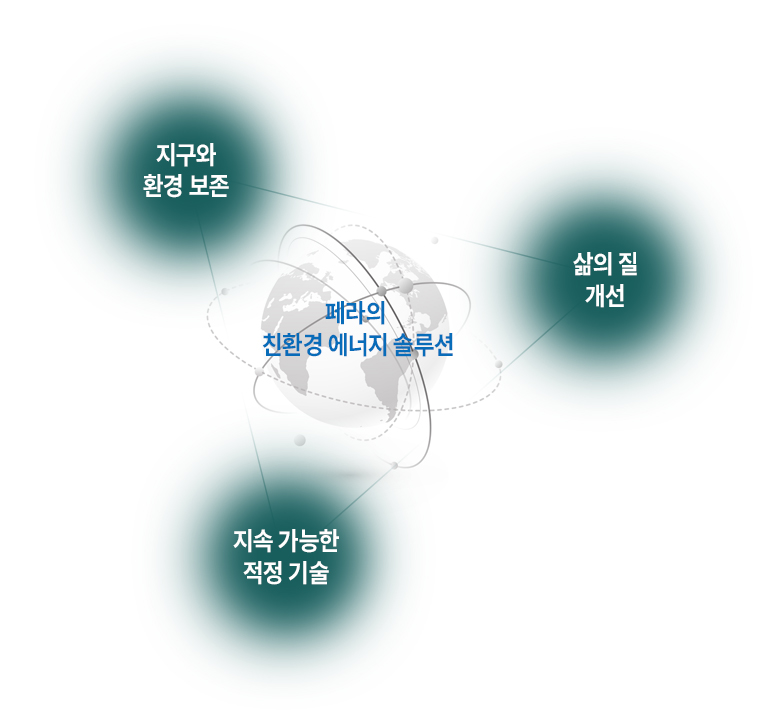 지구와
환경 보존
삶의 질
개선
페라의
친환경 에너지 솔루션
지속 가능한
적정 기술